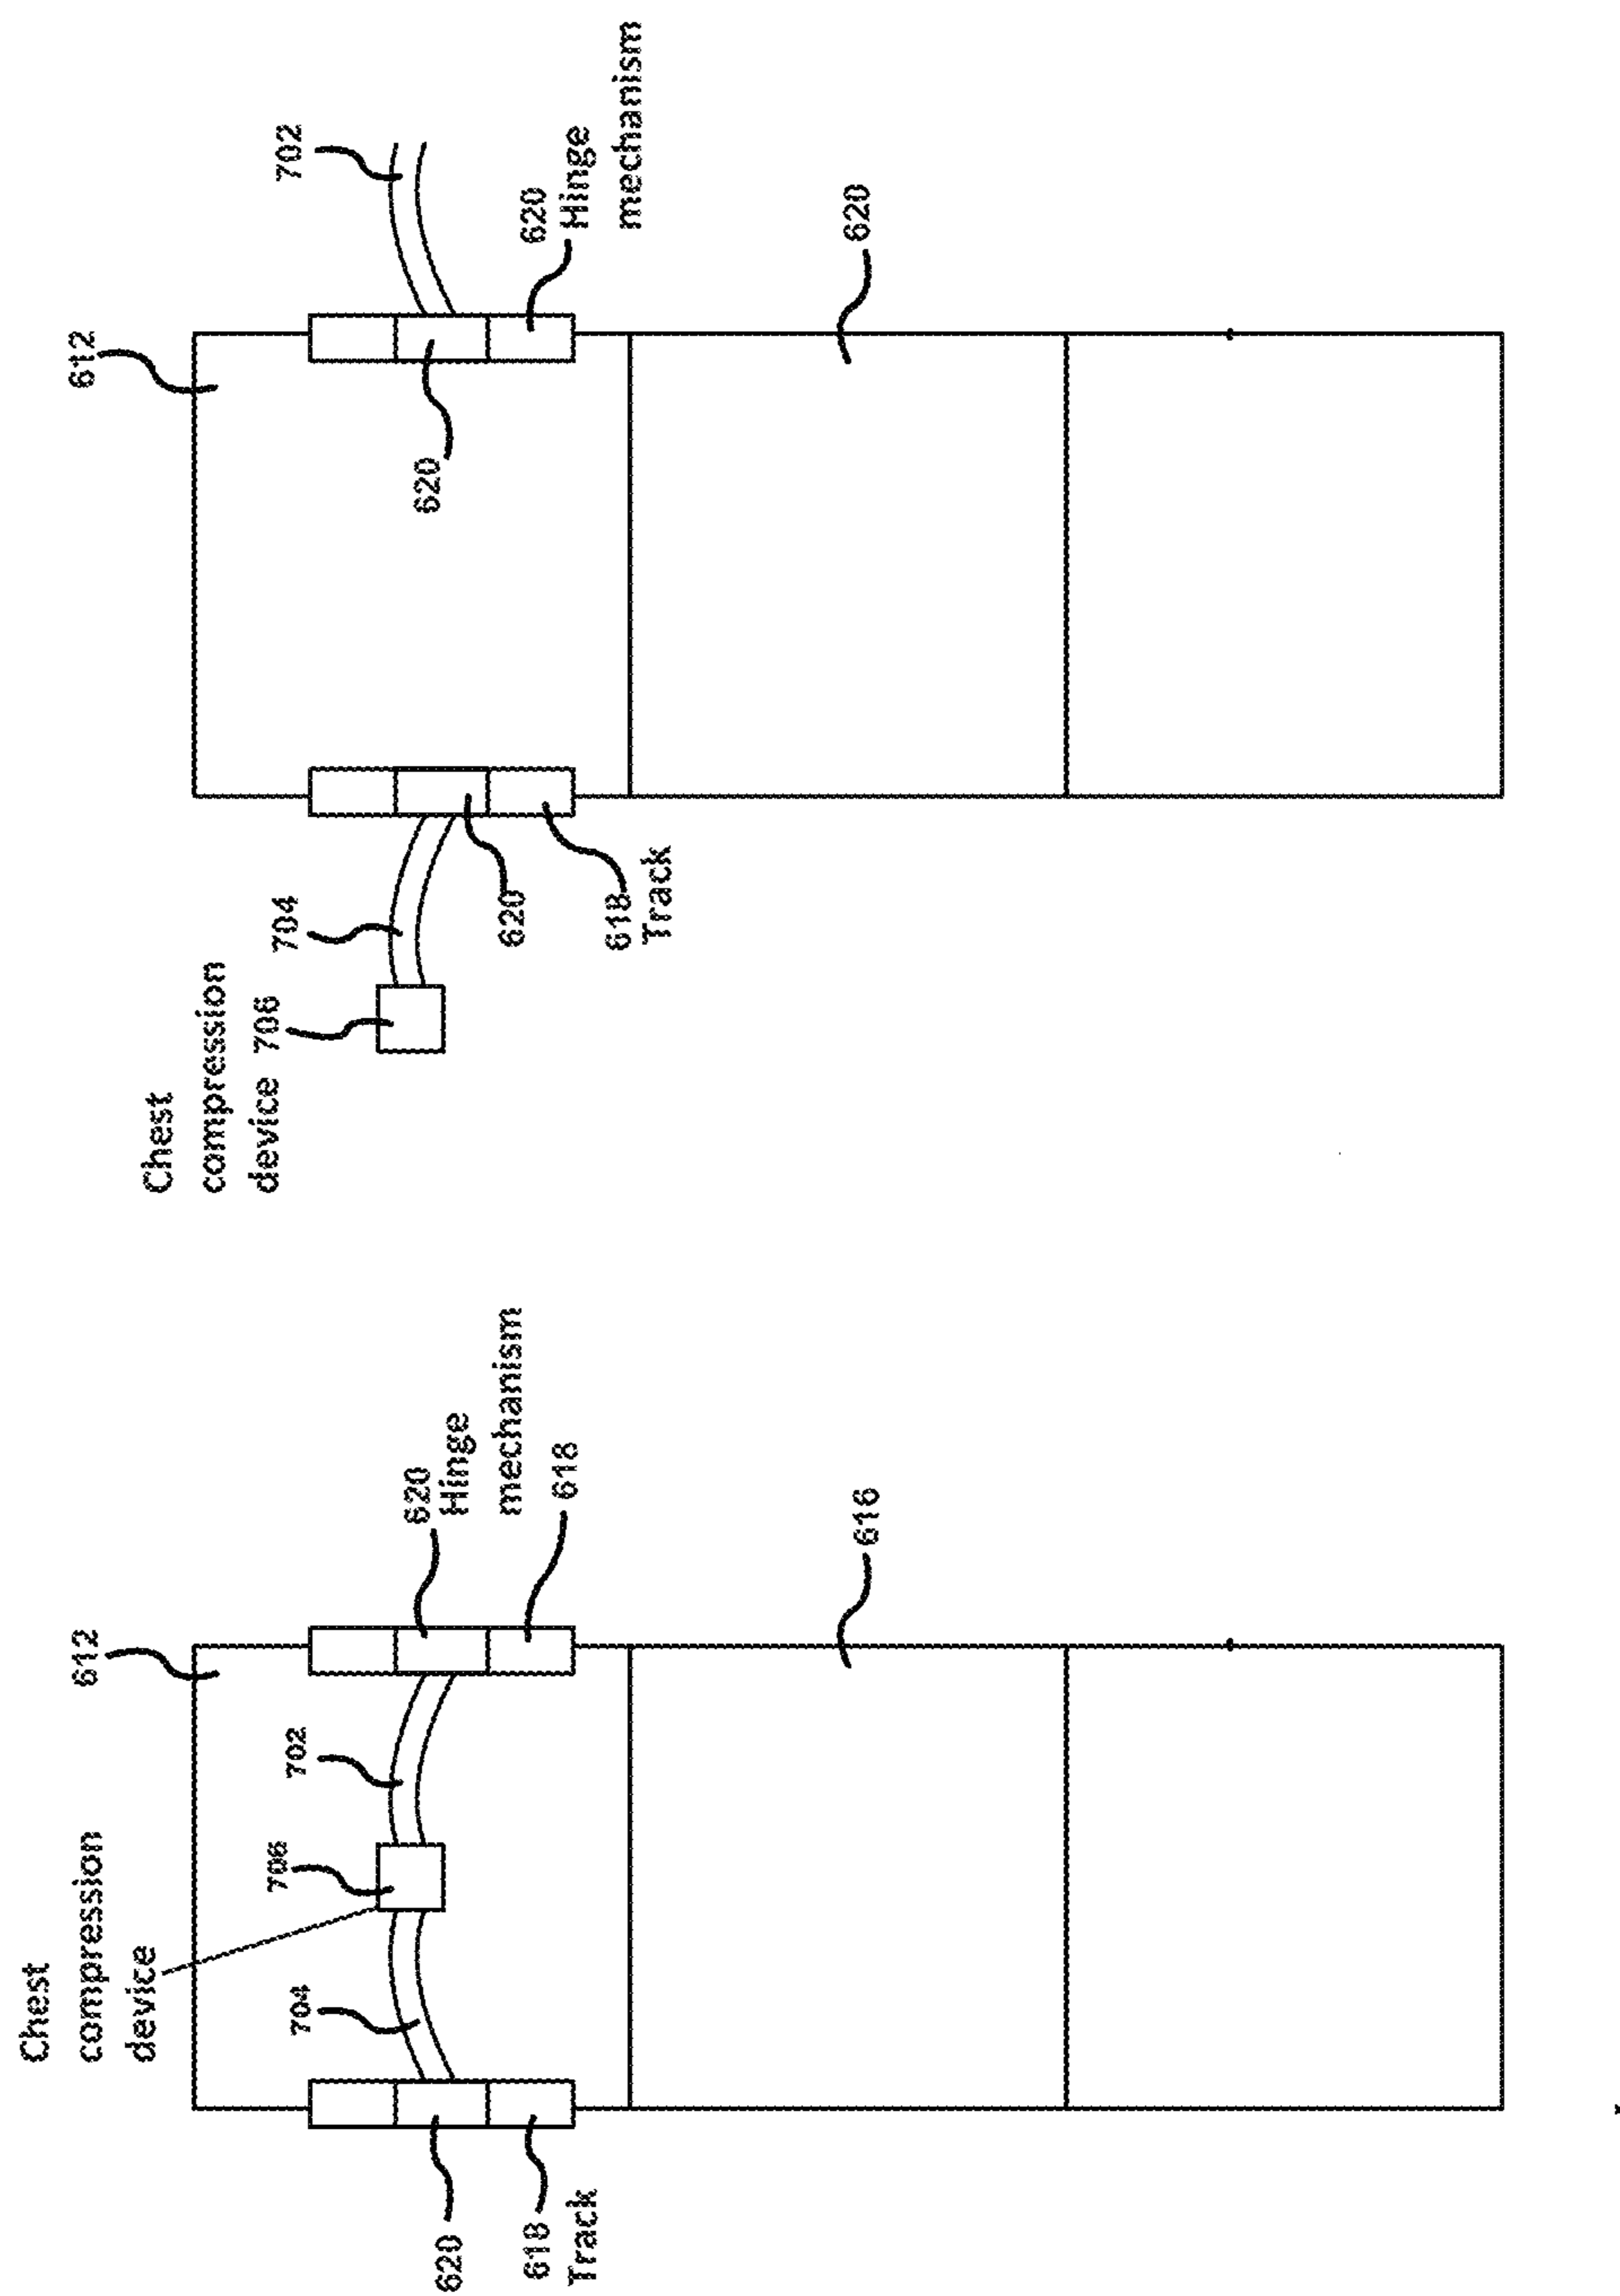 Chest
compression
device
612
704
706
702
620
Hinge
mechanism
618
620
618
Track
616
612
Chest
compression
device 706
704
702
620
620
620
Hinge
mechanism
618
Track
620